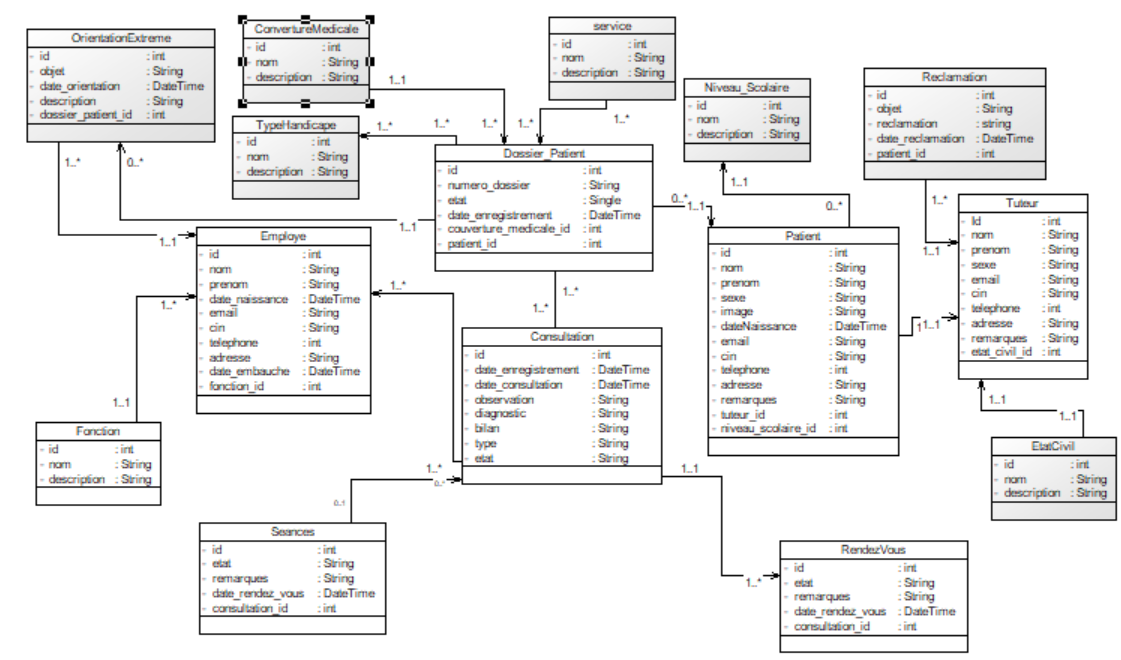 OrientationExtreme
- id : int
- objet : String
- date_orientation : DateTime
- description : String
- dossier_patient_id : int
ConvertureMedicale
- id : int
- nom : String
- description : String
1..1
service
- id : int
- nom : String
- description : String
1..*
Niveau_Scolaire
- id : int
- nom : String
- description : String
1..1
0..*
Reclamation
- id : int
- objet : String
- reclamation : string
- date_reclamation : DateTime
- patient_id : int
1..*
1..1
TypeHandicape
- id : int
- nom : String
- description : String
1..*
1..*
1..*
1..*
Dossier_Patient
- id : int
- numero_dossier : String
- etat : Single
- date_enregistrement : DateTime
- couverture_medicale_id : int
- patient_id : int
0..*
1..1
1..*
0..*
1..1
1..1
Tuteur
- Id : int
- nom : String
- prenom : String
- sexe : String
- email : String
- cin : String
- telephone : int
- adresse : String
- remarques : String
- etat_civil_id : int
Employe
- id : int
- nom : String
- prenom : String
- date_naissance : DateTime
- email : String
- cin : String
- telephone : int
- adresse : String
- date_embauche : DateTime
- fonction_id : int
1..*
1..*
1..*
Patient
- id : int
- nom : String
- prenom : String
- sexe : String
- image : String
- dateNaissance : DateTime
- email : String
- cin : String
- telephone : int
- adresse : String
- remarques : String
- tuteur_id : int
- niveau_scolaire_id : int
1..1
Consultation
- id : int
- date_enregistrement : DateTime
- date_consultation : DateTime
- observation : String
- diagnostic : String
- bilan : String
- type : String
- etat : String
1..1
1..1
1..1
Fonction
- id : int
- nom : String
- description : String
EtatCivil
- id : int
- nom : String
- description : String
1..*
0..*
1..1
0..1
Seances
- id : int
- etat : String
- remarques : String
- date_rendez_vous : DateTime
- consultation_id : int
1..*
RendezVous
- id : int
- etat : String
- remarques : String
- date_rendez_vous : DateTime
- consultation_id : int